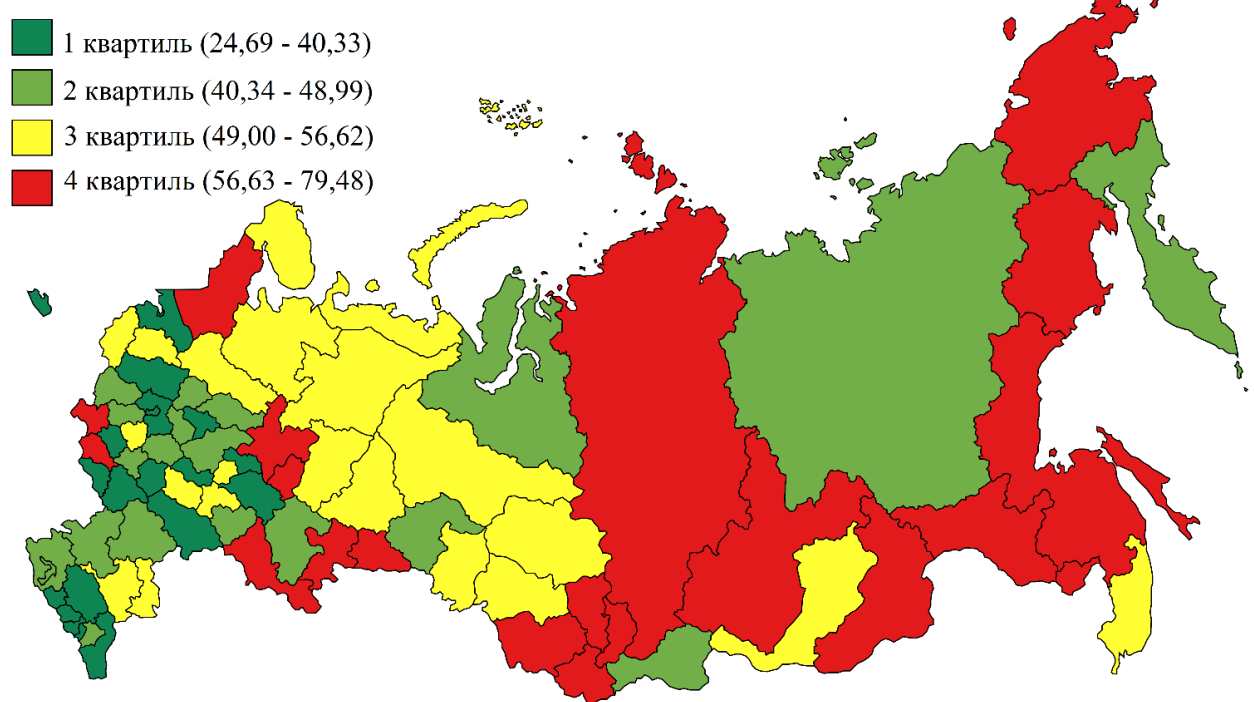 1 квартиль (24,69 - 40,33)
2 квартиль (40,34 - 48,99)
3 квартиль (49,00 - 56,62)
4 квартиль (56,63 - 79,48)